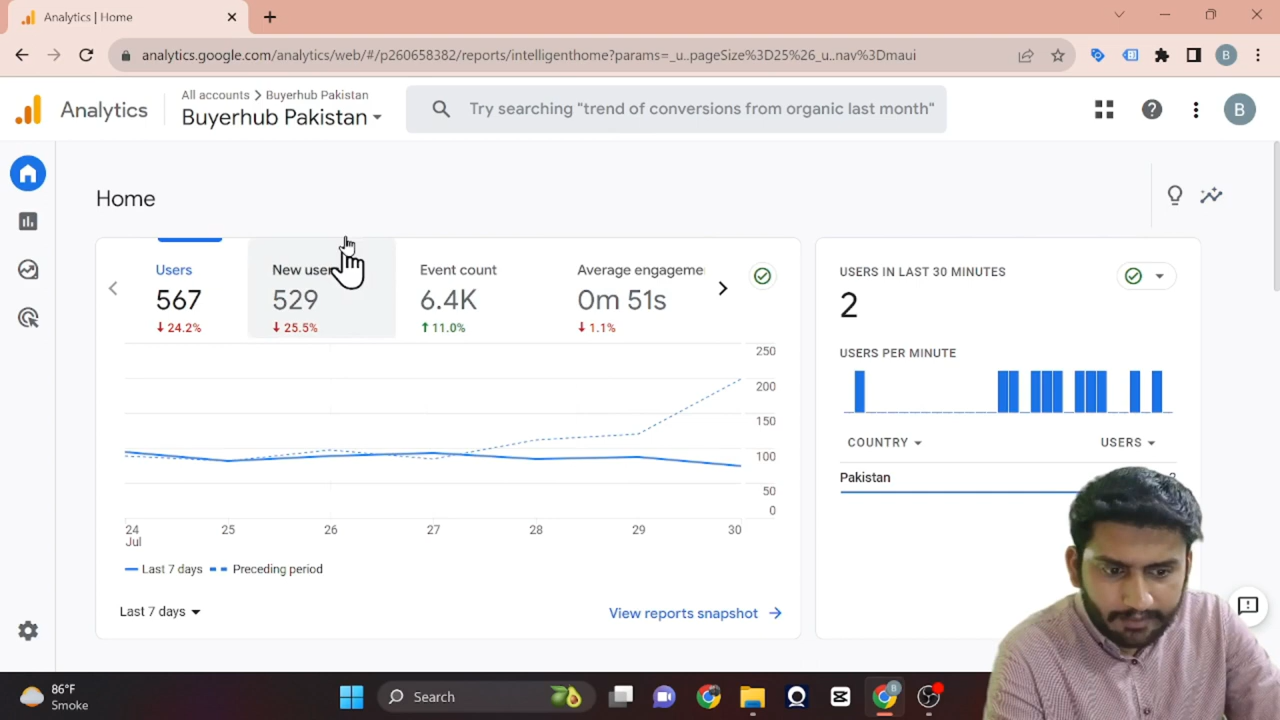 Analytics | Home
analytics.google.com/analytics/web/#/p260658382/reports/intelligenthome?params=_u..pageSize%3D25%26_u..nav%3Dmaui
B
Analytics
All accounts > Buyerhub Pakistan
Buyerhub Pakistan
Try searching "trend of conversions from organic last month"
B
Home
Users
567
24.2%
New user
529
25.5%
Event count
6.4K
11.0%
Average engageme
0m 51s
1.1%
250
200
150
100
50
0
24 Jul
25
26
27
28
29
30
Last 7 days
Preceding period
Last 7 days
View reports snapshot
USERS IN LAST 30 MINUTES
2
USERS PER MINUTE
COUNTRY
USERS
Pakistan
86°F
Smoke
Search